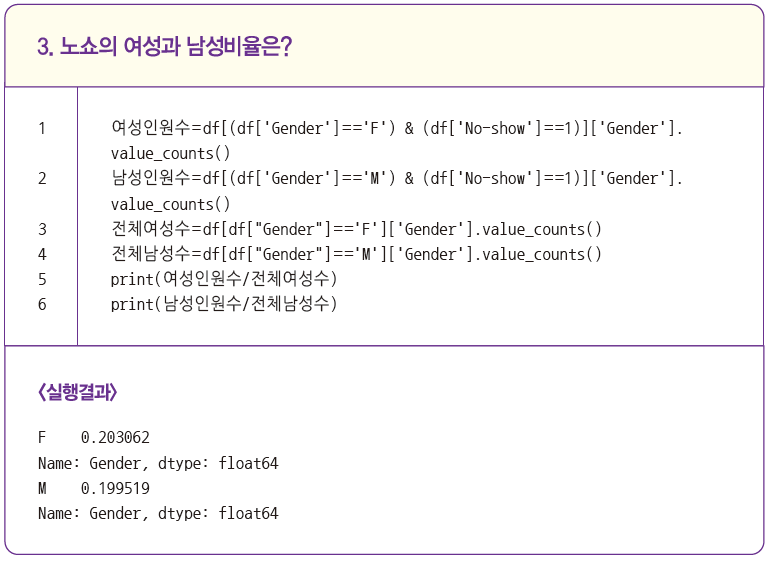 3. 노쇼의 여성과 남성비율은?
1 여성인원수=df[(df['Gender']=='F') & (df['No-show']==1)]['Gender'].
value_counts()
2 남성인원수=df[(df['Gender']=='M') & (df['No-show']==1)]['Gender'].
value_counts()
3 전체여성수=df[df["Gender"]=='F']['Gender'].value_counts()
4 전체남성수=df[df["Gender"]=='M']['Gender'].value_counts()
5 print(여성인원수/전체여성수)
6 print(남성인원수/전체남성수)
〈실행결과〉
F 0.203062
Name: Gender, dtype: float64
M 0.199519
Name: Gender, dtype: float64